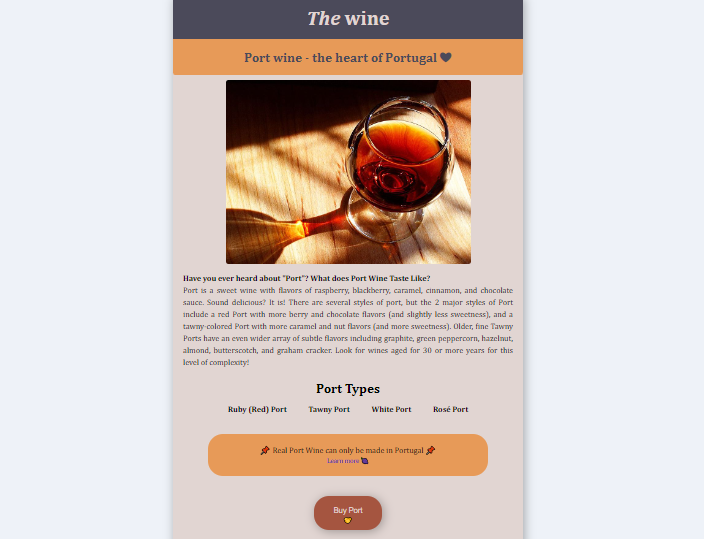 The wine
Port wine - the heart of Portugal 🖤
Have you ever heard about "Port"? What does Port Wine Taste Like?
Port is a sweet wine with flavors of raspberry, blackberry, caramel, cinnamon, and chocolate
sauce. Sound delicious? It is! There are several styles of port, but the 2 major styles of Port
include a red Port with more berry and chocolate flavors (and slightly less sweetness), and a
tawny-colored Port with more caramel and nut flavors (and more sweetness). Older, fine Tawny
Ports have an even wider array of subtle flavors including graphite, green peppercorn, hazelnut,
almond, butterscotch, and graham cracker. Look for wines aged for 30 or more years for this
level of complexity!
Port Types
Ruby (Red) Port Tawny Port White Port Rosé Port
📌 Real Port Wine can only be made in Portugal 📌
Learn more 🍇
Buy Port